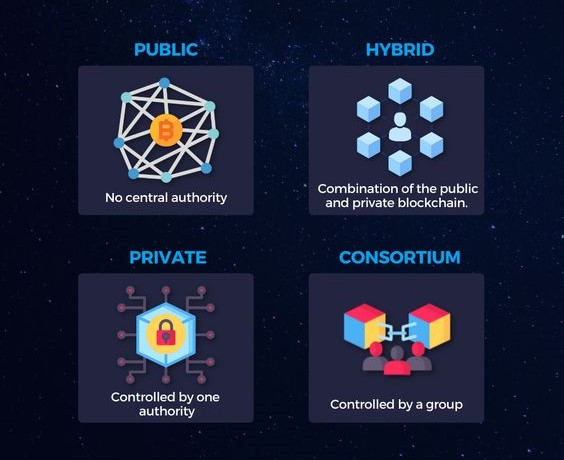 PUBLIC
No central authority
HYBRID
Combination of the public
and private blockchain.
PRIVATE
Controlled by one
authority
CONSORTIUM
Controlled by a group